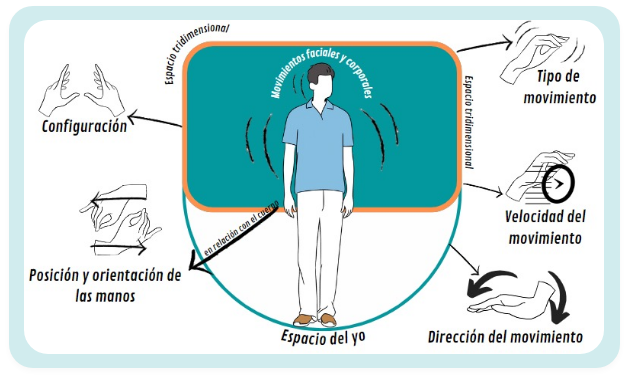 Espacio tridimensional
Movimientos faciales y corporales
Espacio tridimensional
Tipo de
movimiento
Configuración
Velocidad del
movimiento
en relación con el cuerpo
Posición y orientación de
las manos
Espacio del yo
Dirección del movimiento